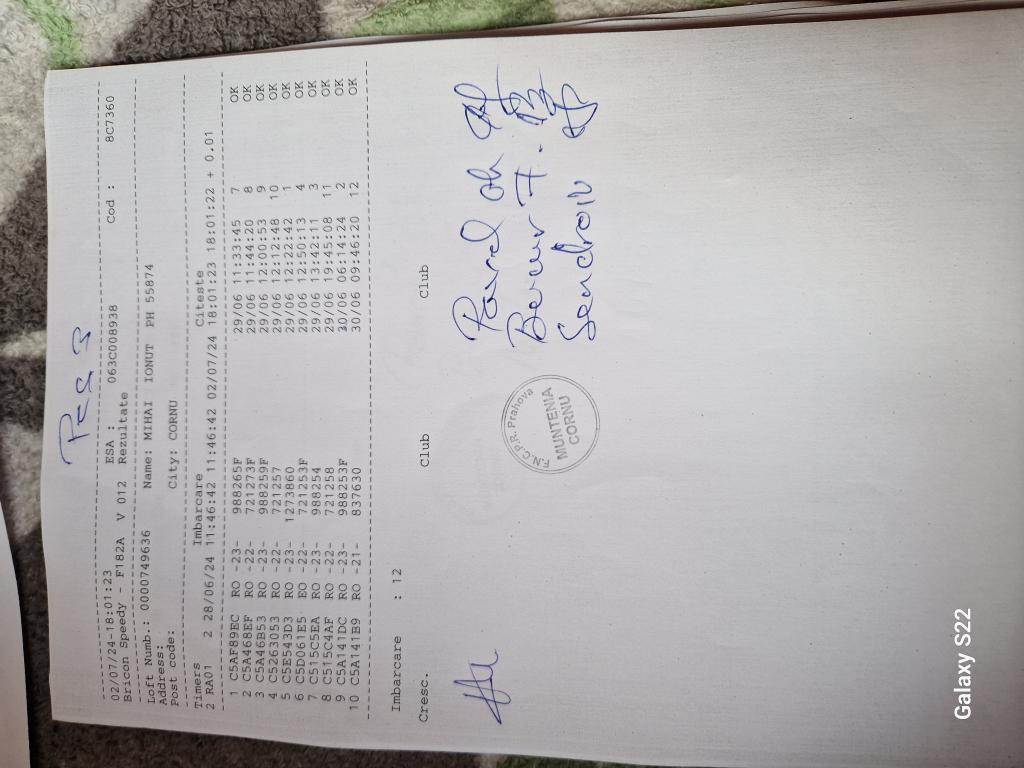 PEG 3
02/07/24-18:01:23 ESA : 063C008938 Cod : 8C7360
Bricon Speedy - F182A V 012 Rezultate
Loft Numb.: 0000749636 Name: MIHAI IONUT PH 55874
Address:
Post code: City: CORNU
Timers Imbarcare Citeste
2 RA01 2 28/06/24 11:46:42 11:46:42 02/07/24 18:01:23 18:01:22 + 0.01
1 C5AF89EC RO -23- 988265F 29/06 11:33:45 7 OK
2 C5A468EF RO -22- 721273F 29/06 11:44:20 8 OK
3 C5A46B53 RO -23- 988259F 29/06 12:00:53 9 OK
4 C5263053 RO -22- 721257 29/06 12:12:48 10 OK
5 C5E543D3 RO -23- 1273860 29/06 12:22:42 1 OK
6 C5D061E5 RO -22- 721253F 29/06 12:50:13 4 OK
7 C515C5EA RO -23- 988254 29/06 13:42:11 3 OK
8 C515C4AF RO -22- 721258 29/06 19:45:08 11 OK
9 C5A141DC RO -23- 988253F 30/06 06:14:24 2 OK
10 C5A141B9 RO -21- 837630 30/06 09:46:20 12 OK
Imbarcare : 12
Cresc. Club Club
F.N.C.P.R. Prahova
MUNTENIA
CORNU